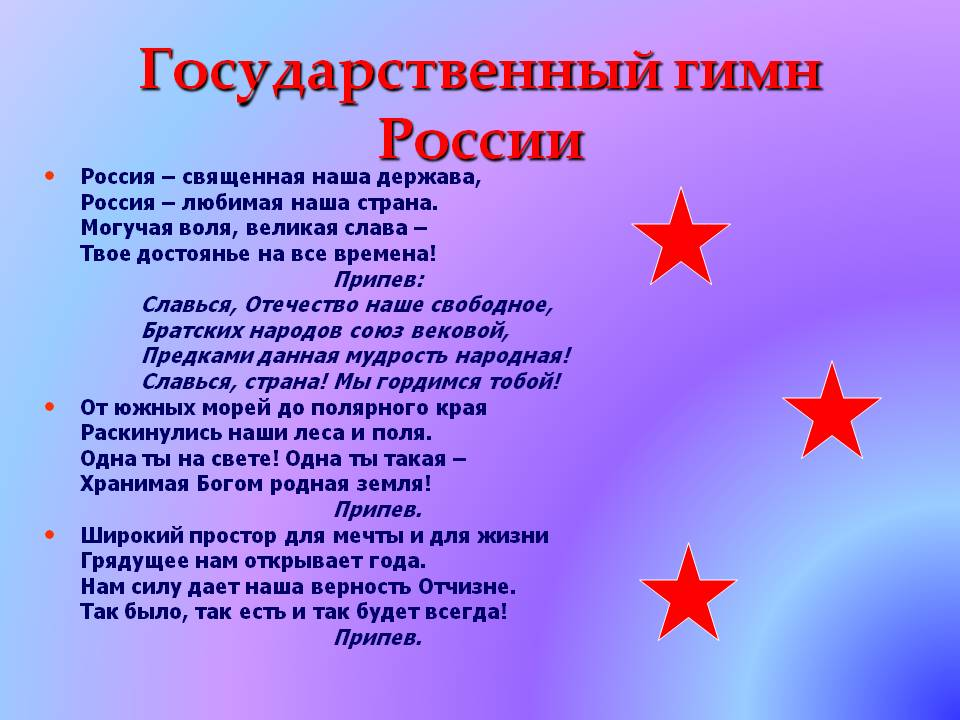 Государственный гимн
России
• Россия – священная наша держава,
Россия – любимая наша страна.
Могучая воля, великая слава –
Твое достоянье на все времена!
Припев:
Славься, Отечество наше свободное,
Братских народов союз вековой,
Предками данная мудрость народная!
Славься, страна! Мы гордимся тобой!
• От южных морей до полярного края
Раскинулись наши леса и поля.
Одна ты на свете! Одна ты такая –
Хранимая Богом родная земля!
Припев.
• Широкий простор для мечты и для жизни
Грядущее нам открывает года.
Нам силу дает наша верность Отчизне.
Так было, так есть и так будет всегда!
Припев.